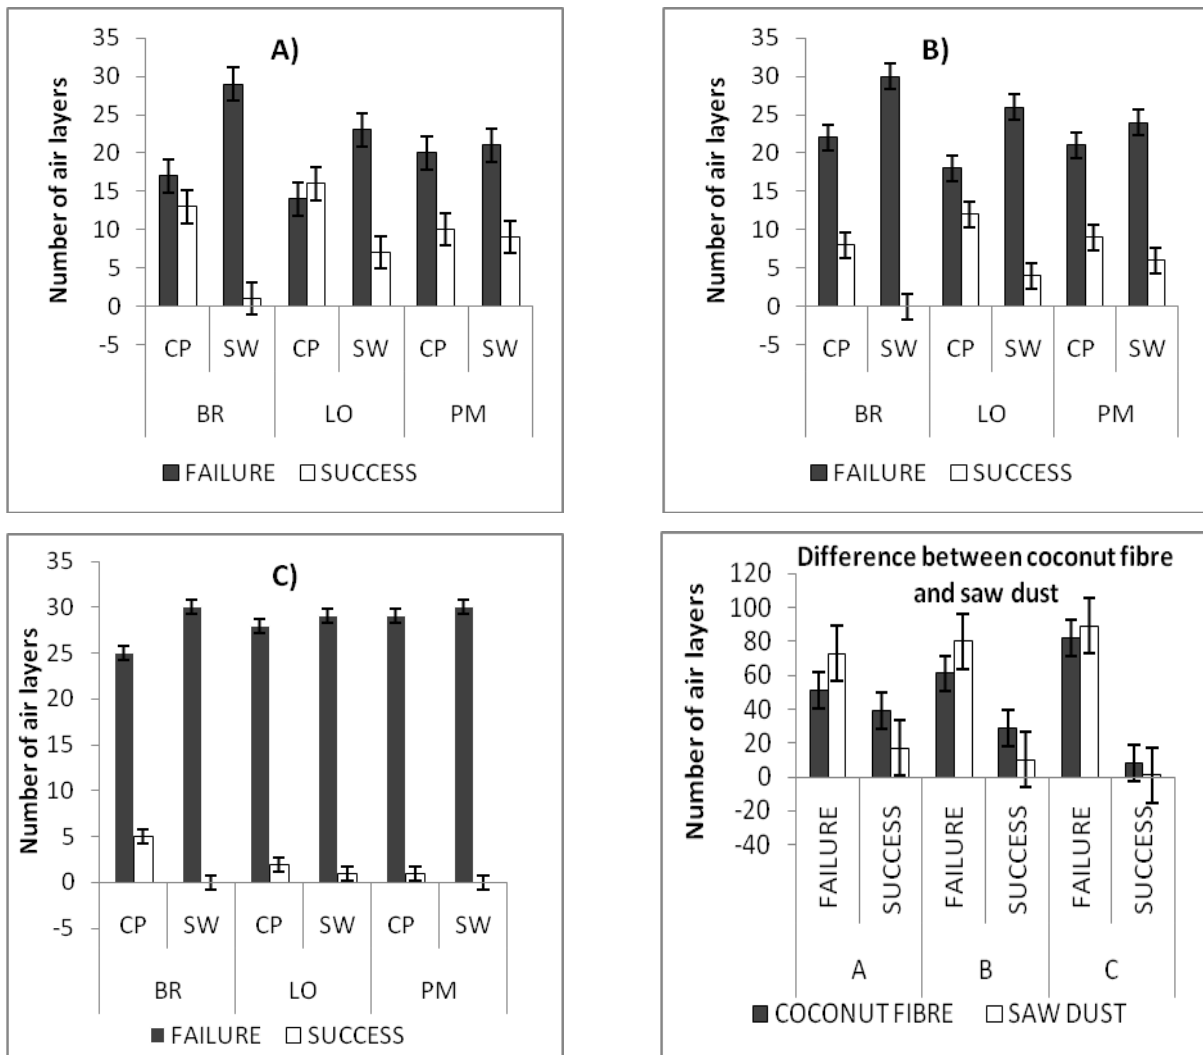 A)
Number of air layers
35
30
25
20
15
10
5
0
-5
CP SW CP SW CP SW
BR LO PM
FAILURE SUCCESS
B)
Number of air layers
35
30
25
20
15
10
5
0
-5
CP SW CP SW CP SW
BR LO PM
FAILURE SUCCESS
C)
Number of air layers
35
30
25
20
15
10
5
0
-5
CP SW CP SW CP SW
BR LO PM
FAILURE SUCCESS
Difference between coconut fibre
and saw dust
Number of air layers
120
100
80
60
40
20
0
-20
-40
FAILURE SUCCESS FAILURE SUCCESS FAILURE SUCCESS
A B C
COCONUT FIBRE SAW DUST